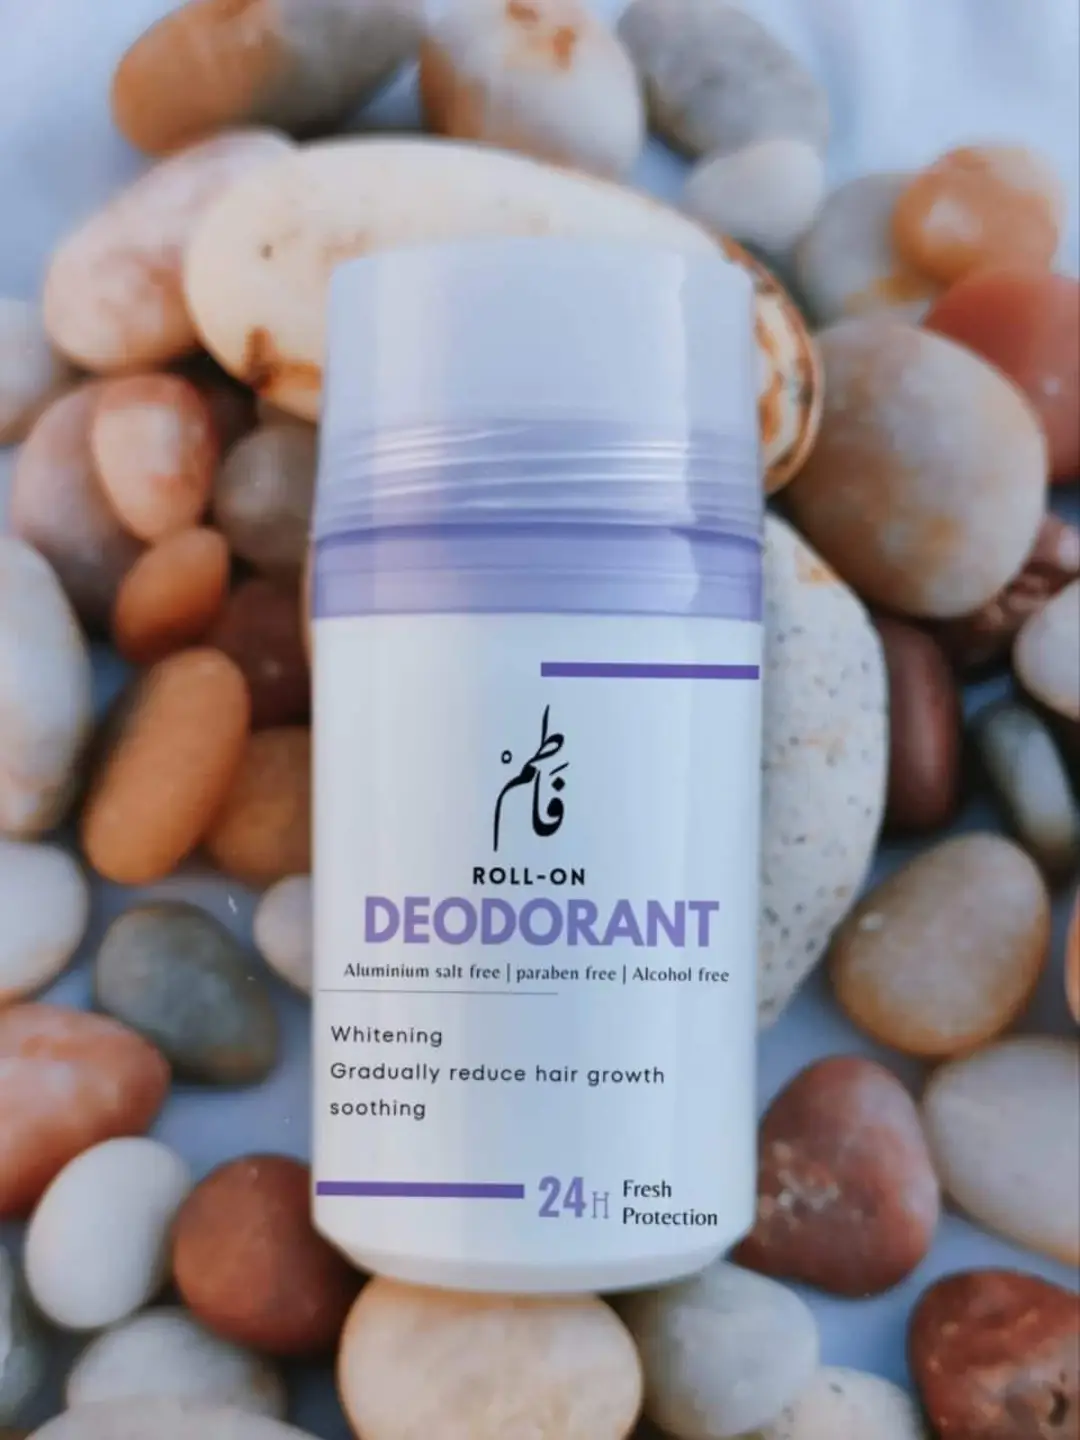 فَاطِمْ
ROLL-ON
DEODORANT
Aluminium salt free | paraben free | Alcohol free
Whitening
Gradually reduce hair growth
soothing
24H Fresh
Protection